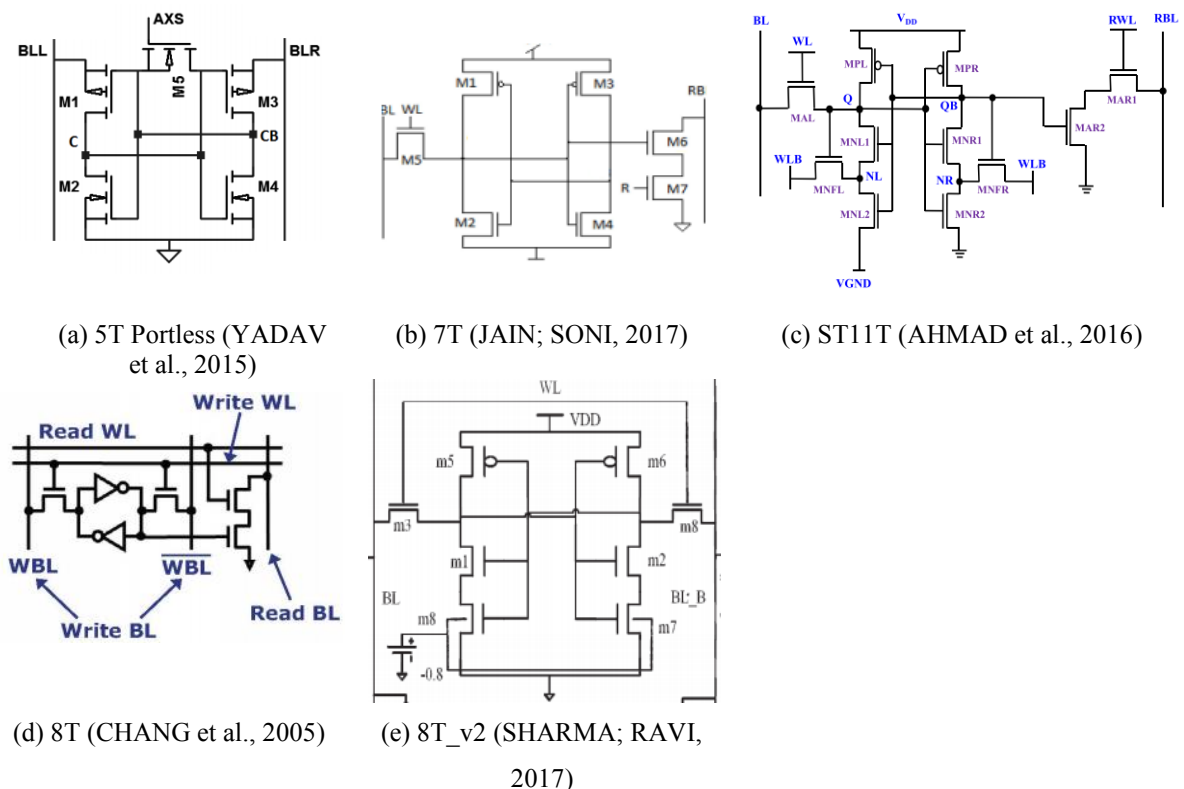 AXS
BLL
BLR
M5
M1
M3
C
CB
M2
M4
(a) 5T Portless (YADAV
et al., 2015)
M1
M3
BL
WL
RB
M5
M6
R
M7
M2
M4
(b) 7T (JAIN; SONI, 2017)
BL
VDD
RWL
RBL
WL
MPL
MPR
MAR1
Q
QB
MAL
MAR2
MNL1
MNR1
WLB
NL
NR
WLB
MNFL
MNFR
MNL2
MNR2
VGND
(c) ST11T (AHMAD et al., 2016)
Write WL
Read WL
WBL
WBL
Read BL
Write BL
(d) 8T (CHANG et al., 2005)
WL
VDD
m5
m6
m3
m8
m1
m2
BL
BL_B
m8
m7
-0.8
(e) 8T_v2 (SHARMA; RAVI,
2017)